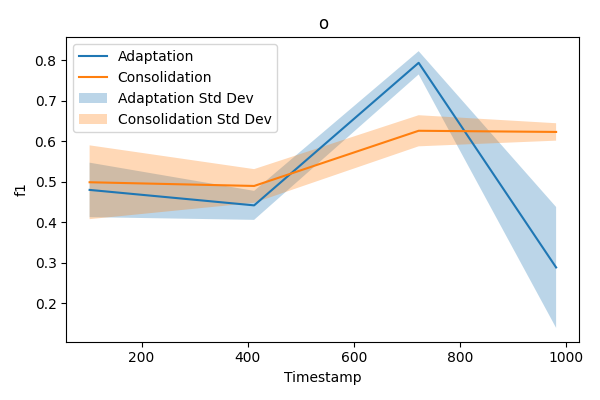 o
Adaptation
Consolidation
Adaptation Std Dev
Consolidation Std Dev
f1
0.8
0.7
0.6
0.5
0.4
0.3
0.2
200 400 600 800 1000
Timestamp